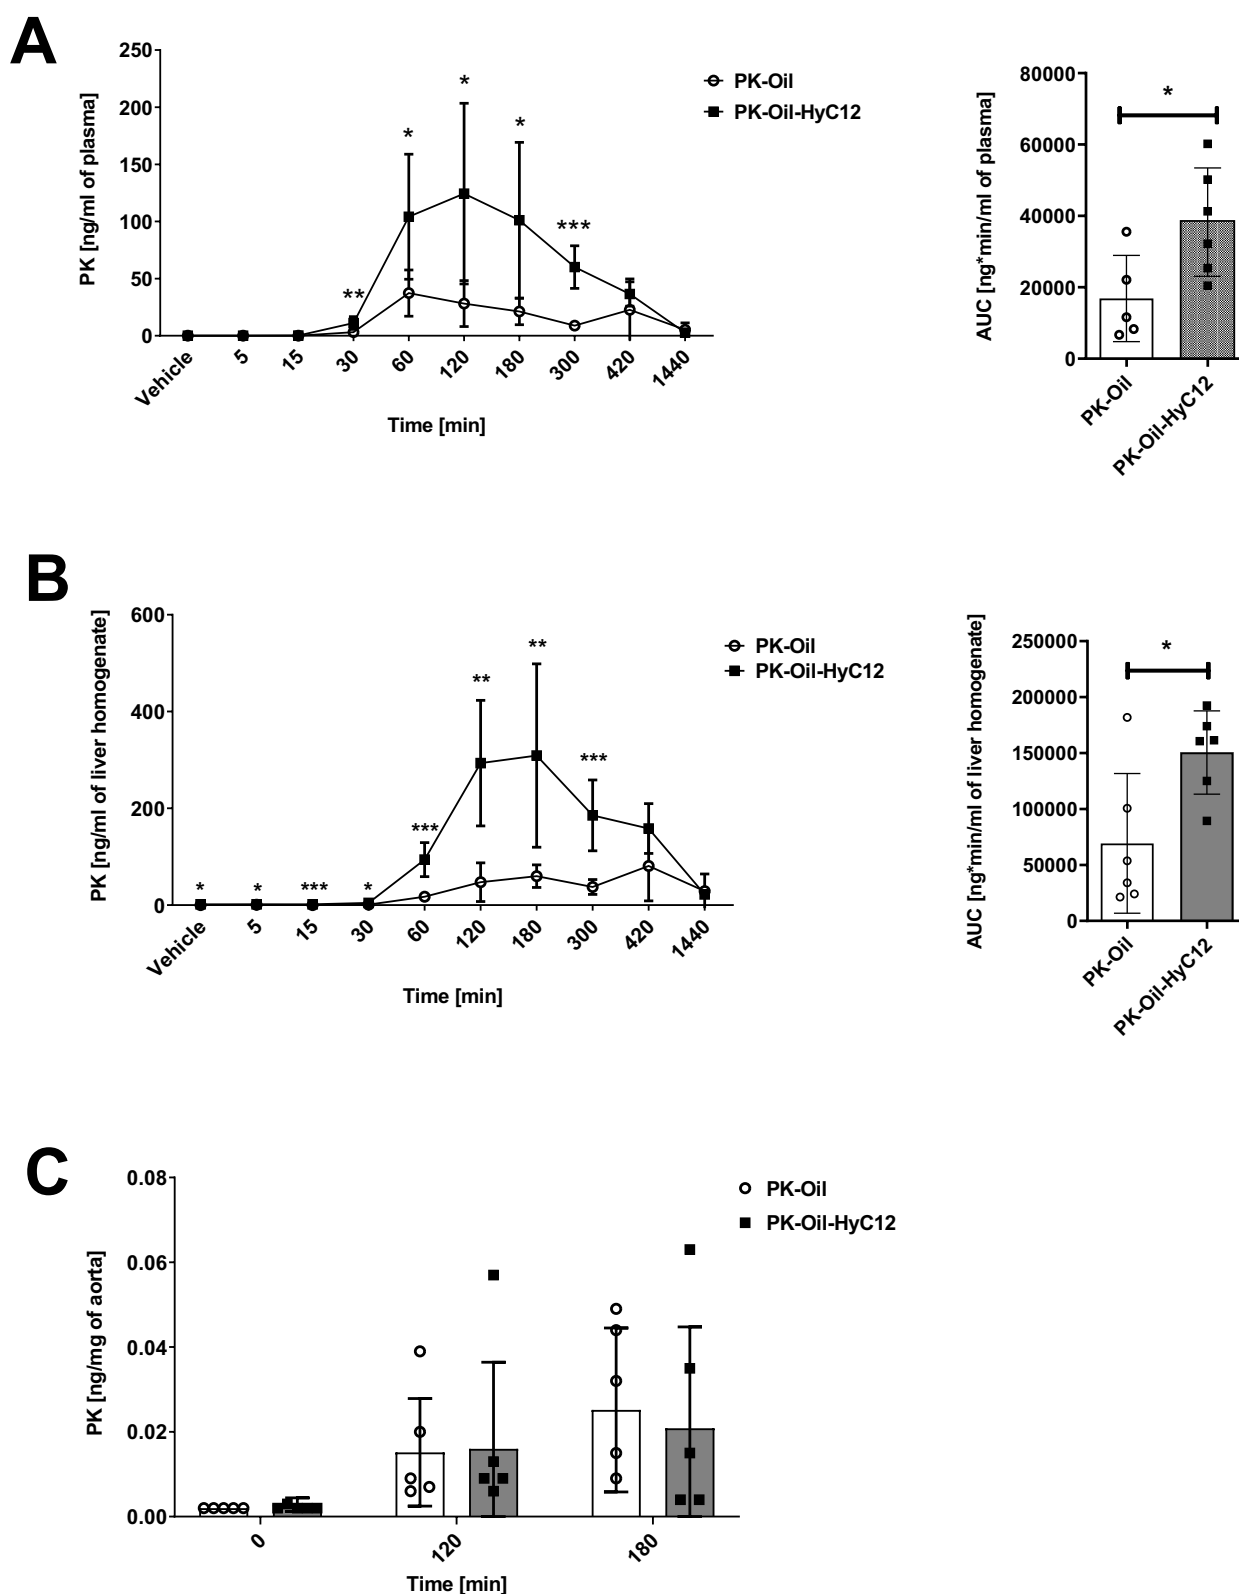 A
PK [ng/ml of plasma]
250
200
150
100
50
0
*
*
*
**
***
PK-Oil
PK-Oil-HyC12
Vehicle
5
15
30
60
120
180
300
420
1440
Time [min]
AUC [ng*min/ml of plasma]
80000
60000
40000
20000
0
*
PK-Oil
PK-Oil-HyC12
B
PK [ng/ml of liver homogenate]
600
400
200
0
*
*
***
*
***
**
**
***
PK-Oil
PK-Oil-HyC12
Vehicle
5
15
30
60
120
180
300
420
1440
Time [min]
AUC [ng*min/ml of liver homogenate]
250000
200000
150000
100000
50000
0
*
PK-Oil
PK-Oil-HyC12
C
PK [ng/mg of aorta]
0.08
0.06
0.04
0.02
0.00
PK-Oil
PK-Oil-HyC12
0
120
180
Time [min]